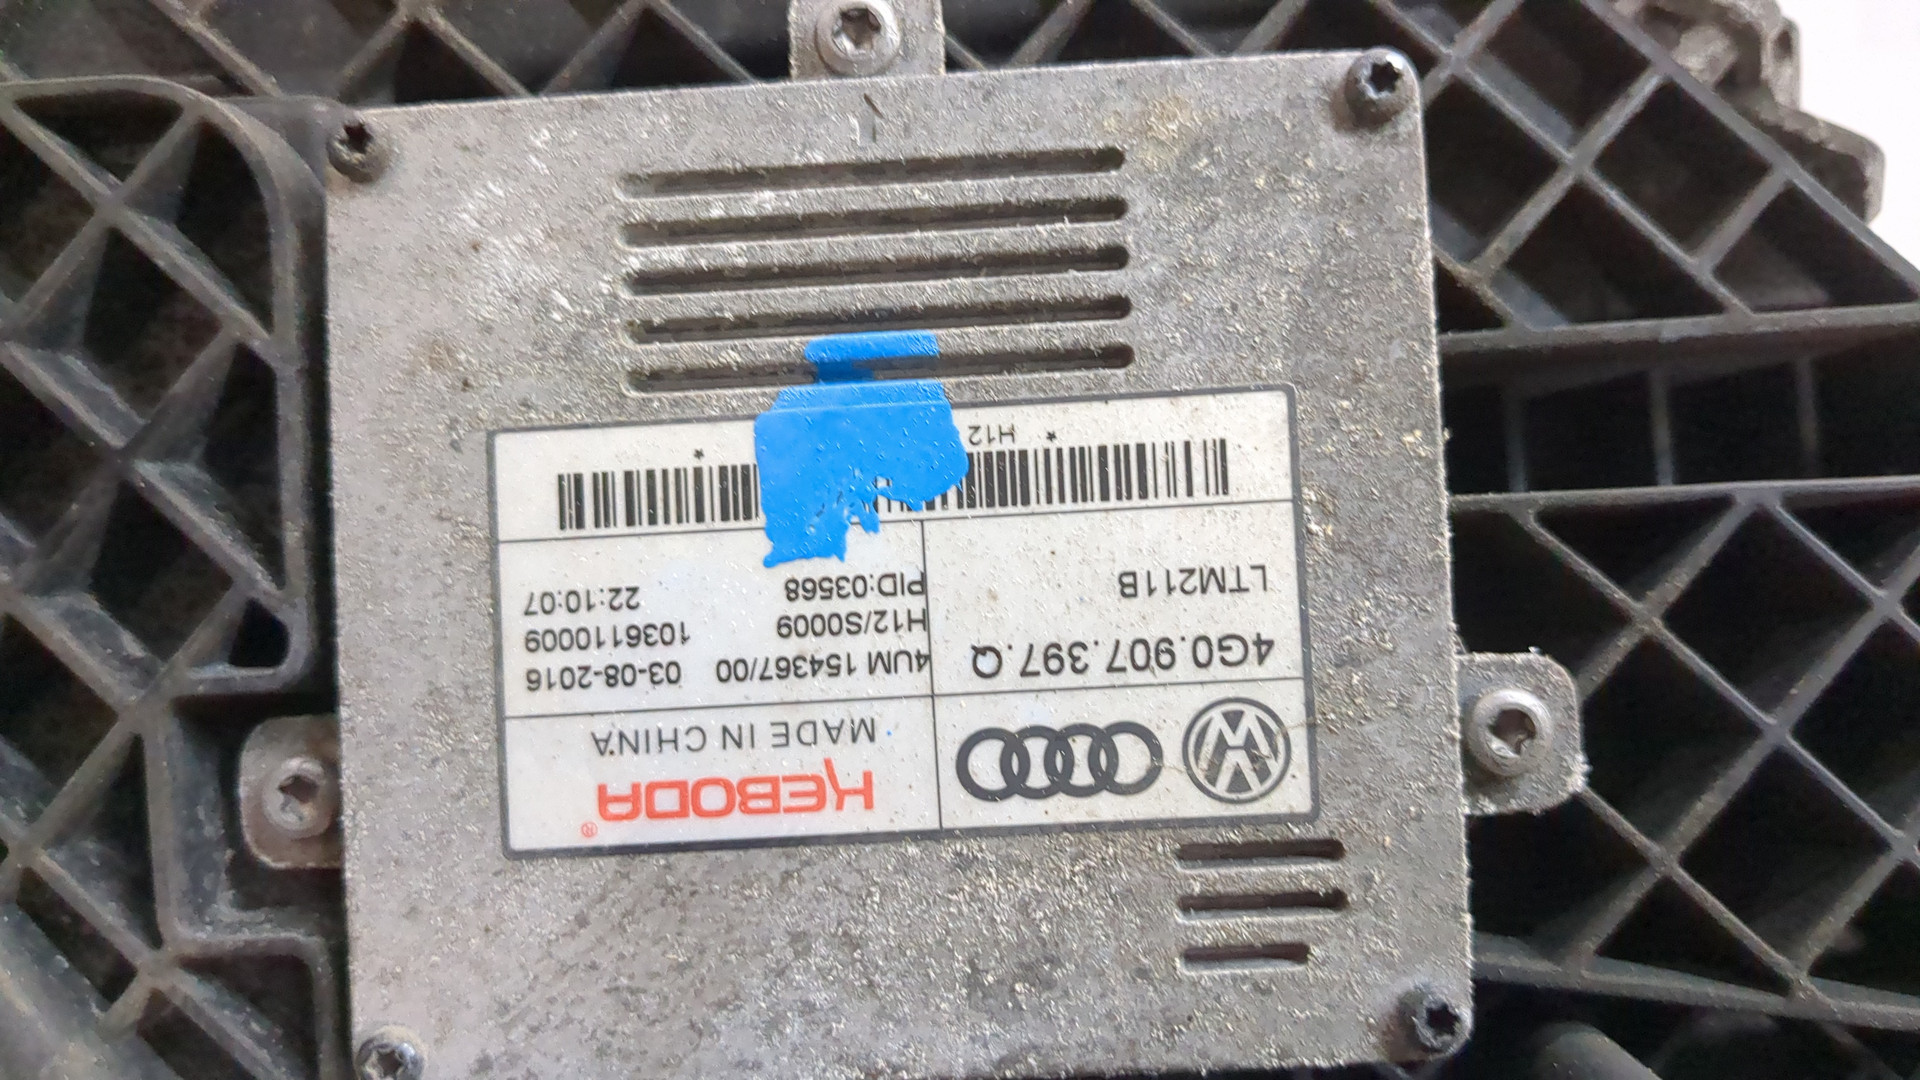 KEBODA®
MADE IN CHINA
4G0.907.397.Q
LTM211B
4UM 154367/00 03-08-2016
H12/S0009 1036110009
PID:03568 22:10:07
* H12 *